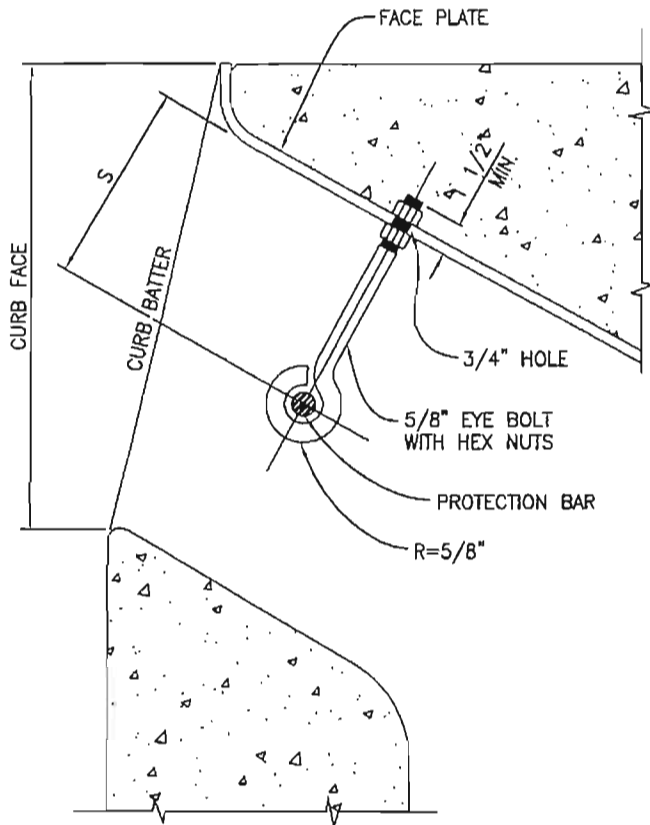 FACE PLATE
1/2"
MIN.
S
CURB FACE
CURB BATTER
3/4" HOLE
5/8" EYE BOLT
WITH HEX NUTS
PROTECTION BAR
R=5/8"